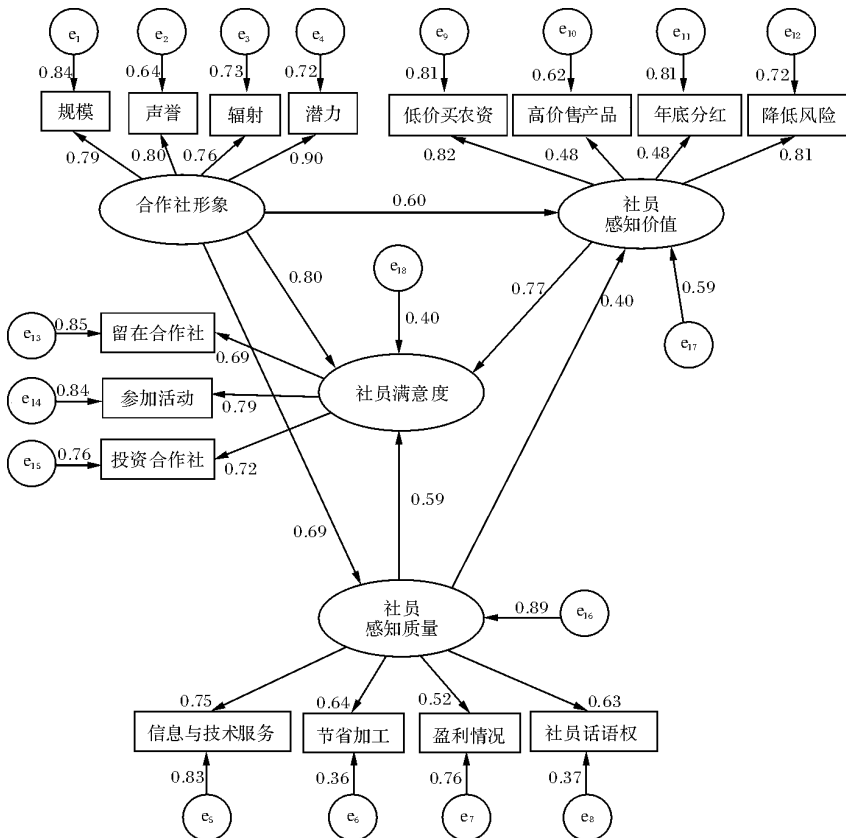 e1 e2 e3 e4 e9 e10 e11 e12
0.84 0.64 0.73 0.72 0.81 0.62 0.81 0.72
规模 声誉 辐射 潜力 低价买农资 高价售产品 年底分红 降低风险
0.79 0.80 0.76 0.90 0.82 0.48 0.48 0.81
合作社形象
0.60
社员
感知价值
e18
0.80 0.77 0.40 0.59
0.40
e17
e13 0.85 留在合作社
0.69
e14 0.84 参加活动
0.79
社员满意度
e15 0.76 投资合作社
0.72
0.59
0.69
社员
感知质量
0.89 e16
0.75 0.64 0.52 0.63
信息与技术服务 节省加工 盈利情况 社员话语权
0.83 0.36 0.76 0.37
e5 e6 e7 e8